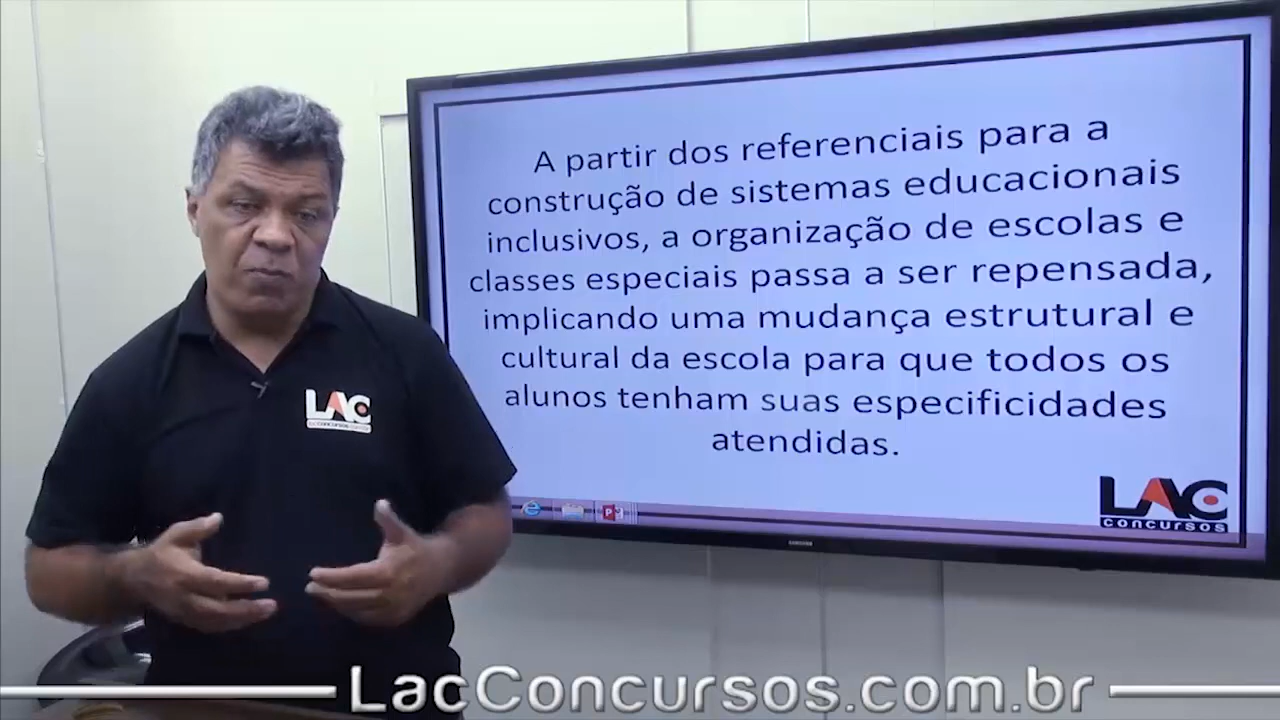 A partir dos referenciais para a
construção de sistemas educacionais
inclusivos, a organização de escolas e
classes especiais passa a ser repensada,
implicando uma mudança estrutural e
cultural da escola para que todos os
alunos tenham suas especificidades
atendidas.
LAC
CONCURSOS
LAC
SAMSUNG
LacConcursos.com.br